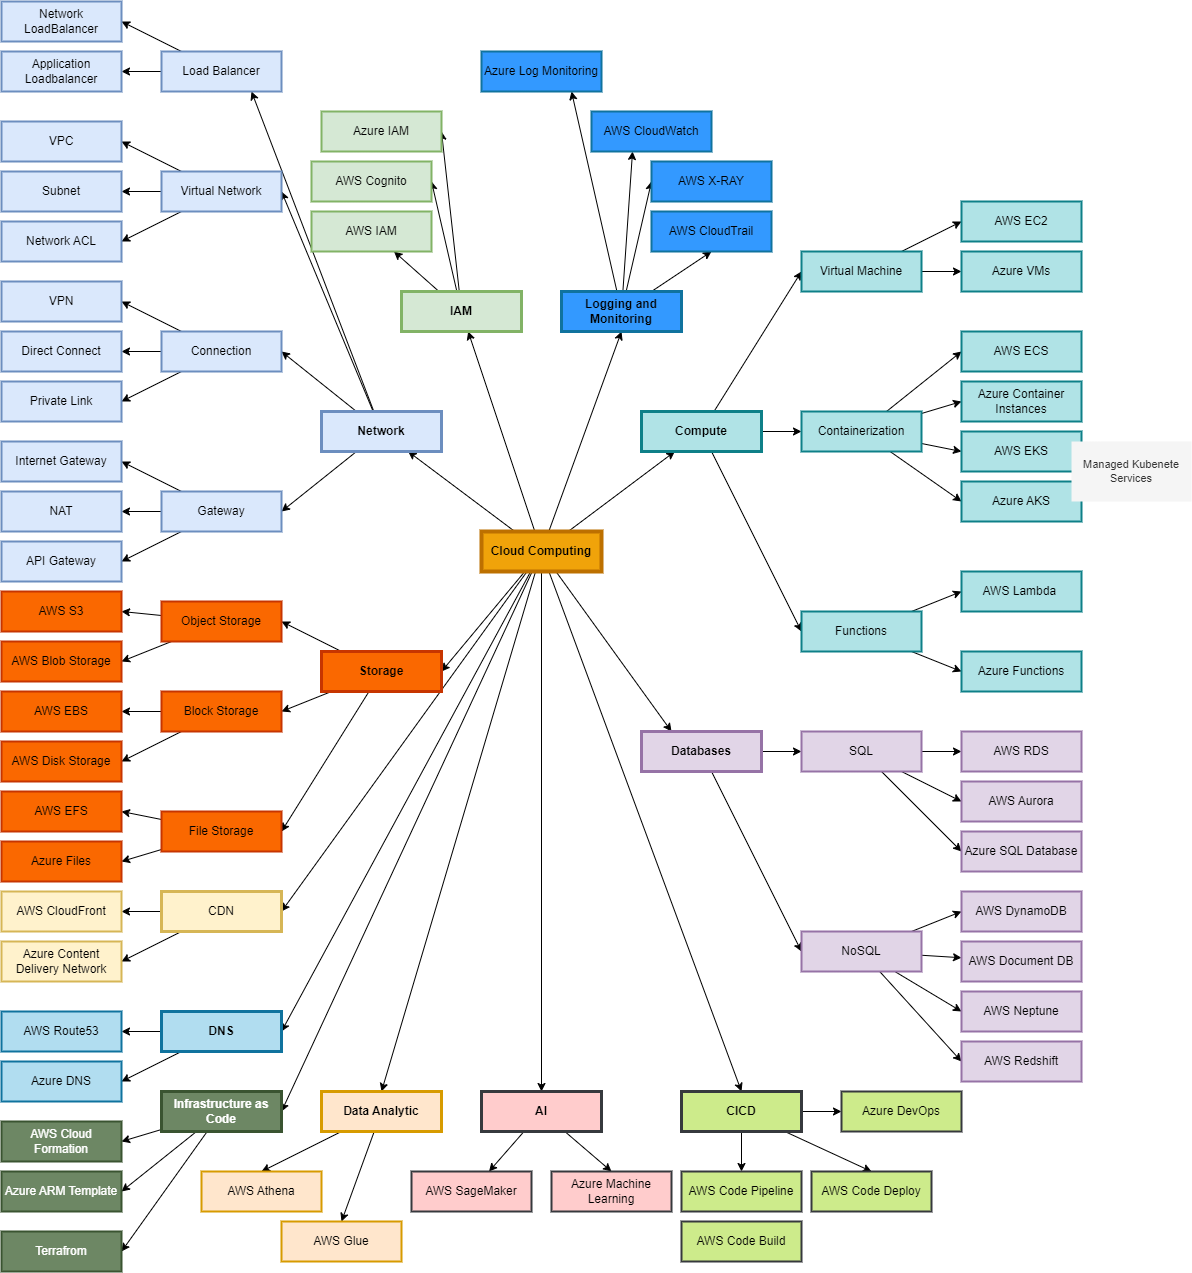 Network
LoadBalancer
Application
Loadbalancer
Load Balancer
VPC
Subnet
Network ACL
Virtual Network
VPN
Direct Connect
Private Link
Connection
Internet Gateway
NAT
API Gateway
Gateway
Network
Azure IAM
AWS Cognito
AWS IAM
IAM
Azure Log Monitoring
AWS CloudWatch
AWS X-RAY
AWS CloudTrail
Logging and
Monitoring
Compute
Virtual Machine
AWS EC2
Azure VMs
Containerization
AWS ECS
Azure Container
Instances
AWS EKS
Azure AKS
Managed Kubenete
Services
Functions
AWS Lambda
Azure Functions
Cloud Computing
Storage
Object Storage
AWS S3
AWS Blob Storage
Block Storage
AWS EBS
AWS Disk Storage
File Storage
AWS EFS
Azure Files
CDN
AWS CloudFront
Azure Content
Delivery Network
DNS
AWS Route53
Azure DNS
Infrastructure as
Code
AWS Cloud
Formation
Azure ARM Template
Terrafrom
Databases
SQL
AWS RDS
AWS Aurora
Azure SQL Database
NoSQL
AWS DynamoDB
AWS Document DB
AWS Neptune
AWS Redshift
Data Analytic
AWS Athena
AWS Glue
AI
AWS SageMaker
Azure Machine
Learning
CICD
Azure DevOps
AWS Code Pipeline
AWS Code Deploy
AWS Code Build